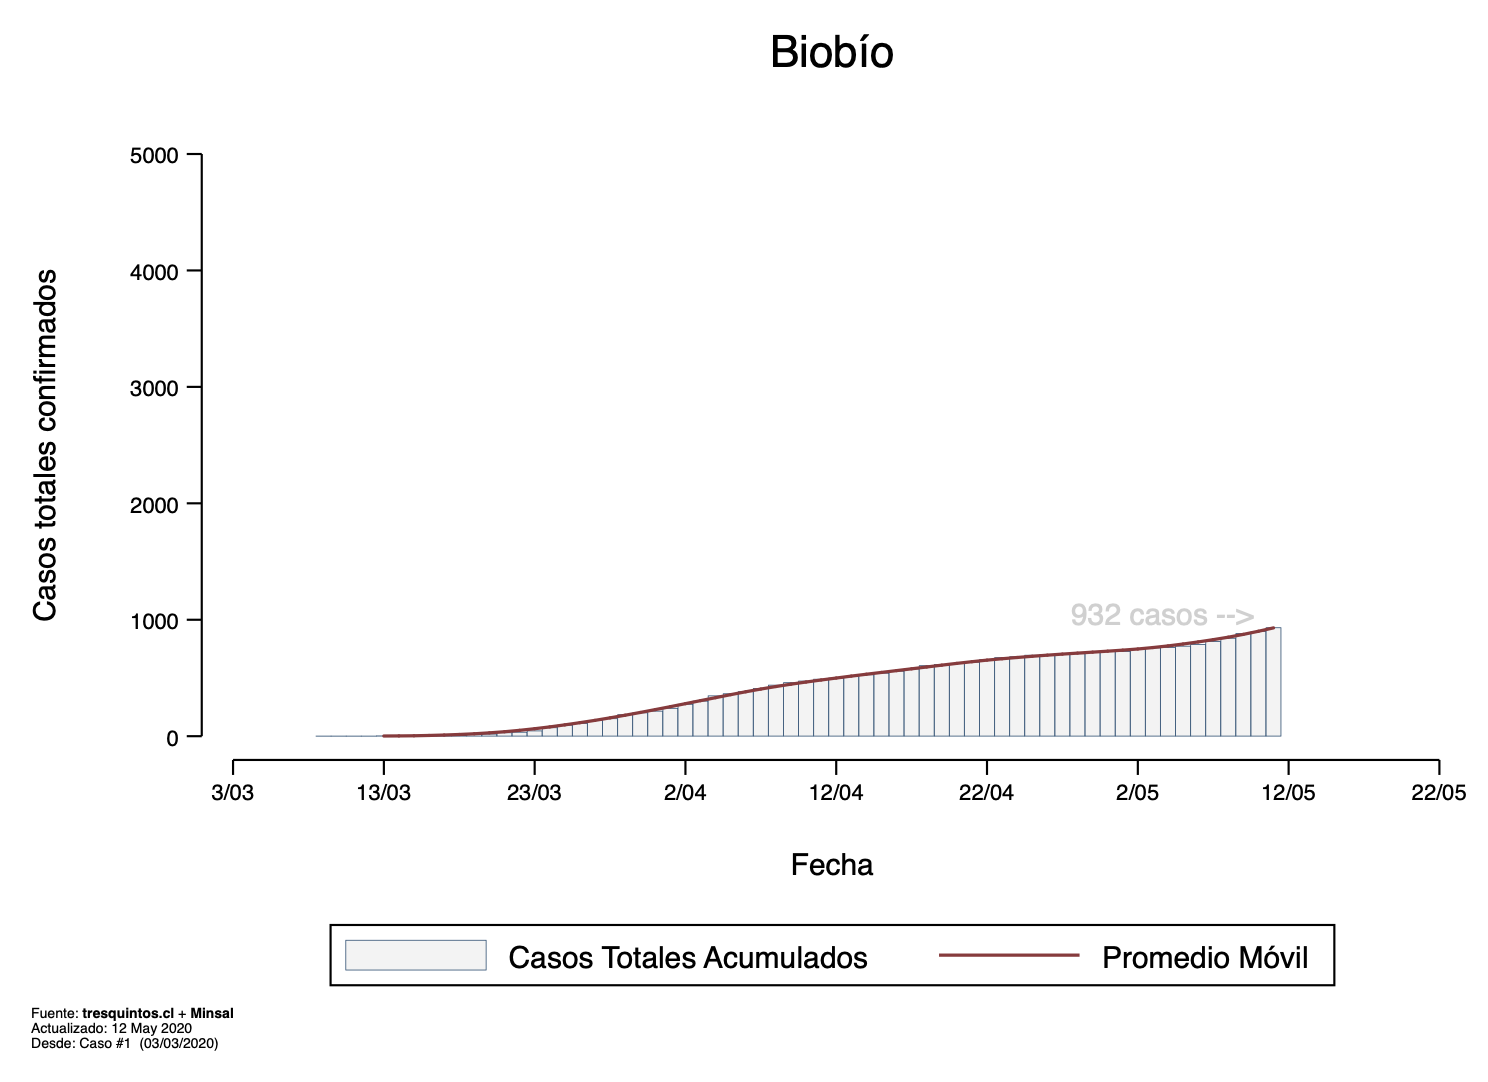 Biobío
Casos totales confirmados
5000
4000
3000
2000
1000
0
932 casos -->
3/03 13/03 23/03 2/04 12/04 22/04 2/05 12/05 22/05
Fecha
Casos Totales Acumulados Promedio Móvil
Fuente: tresquintos.cl + Minsal
Actualizado: 12 May 2020
Desde: Caso #1 (03/03/2020)